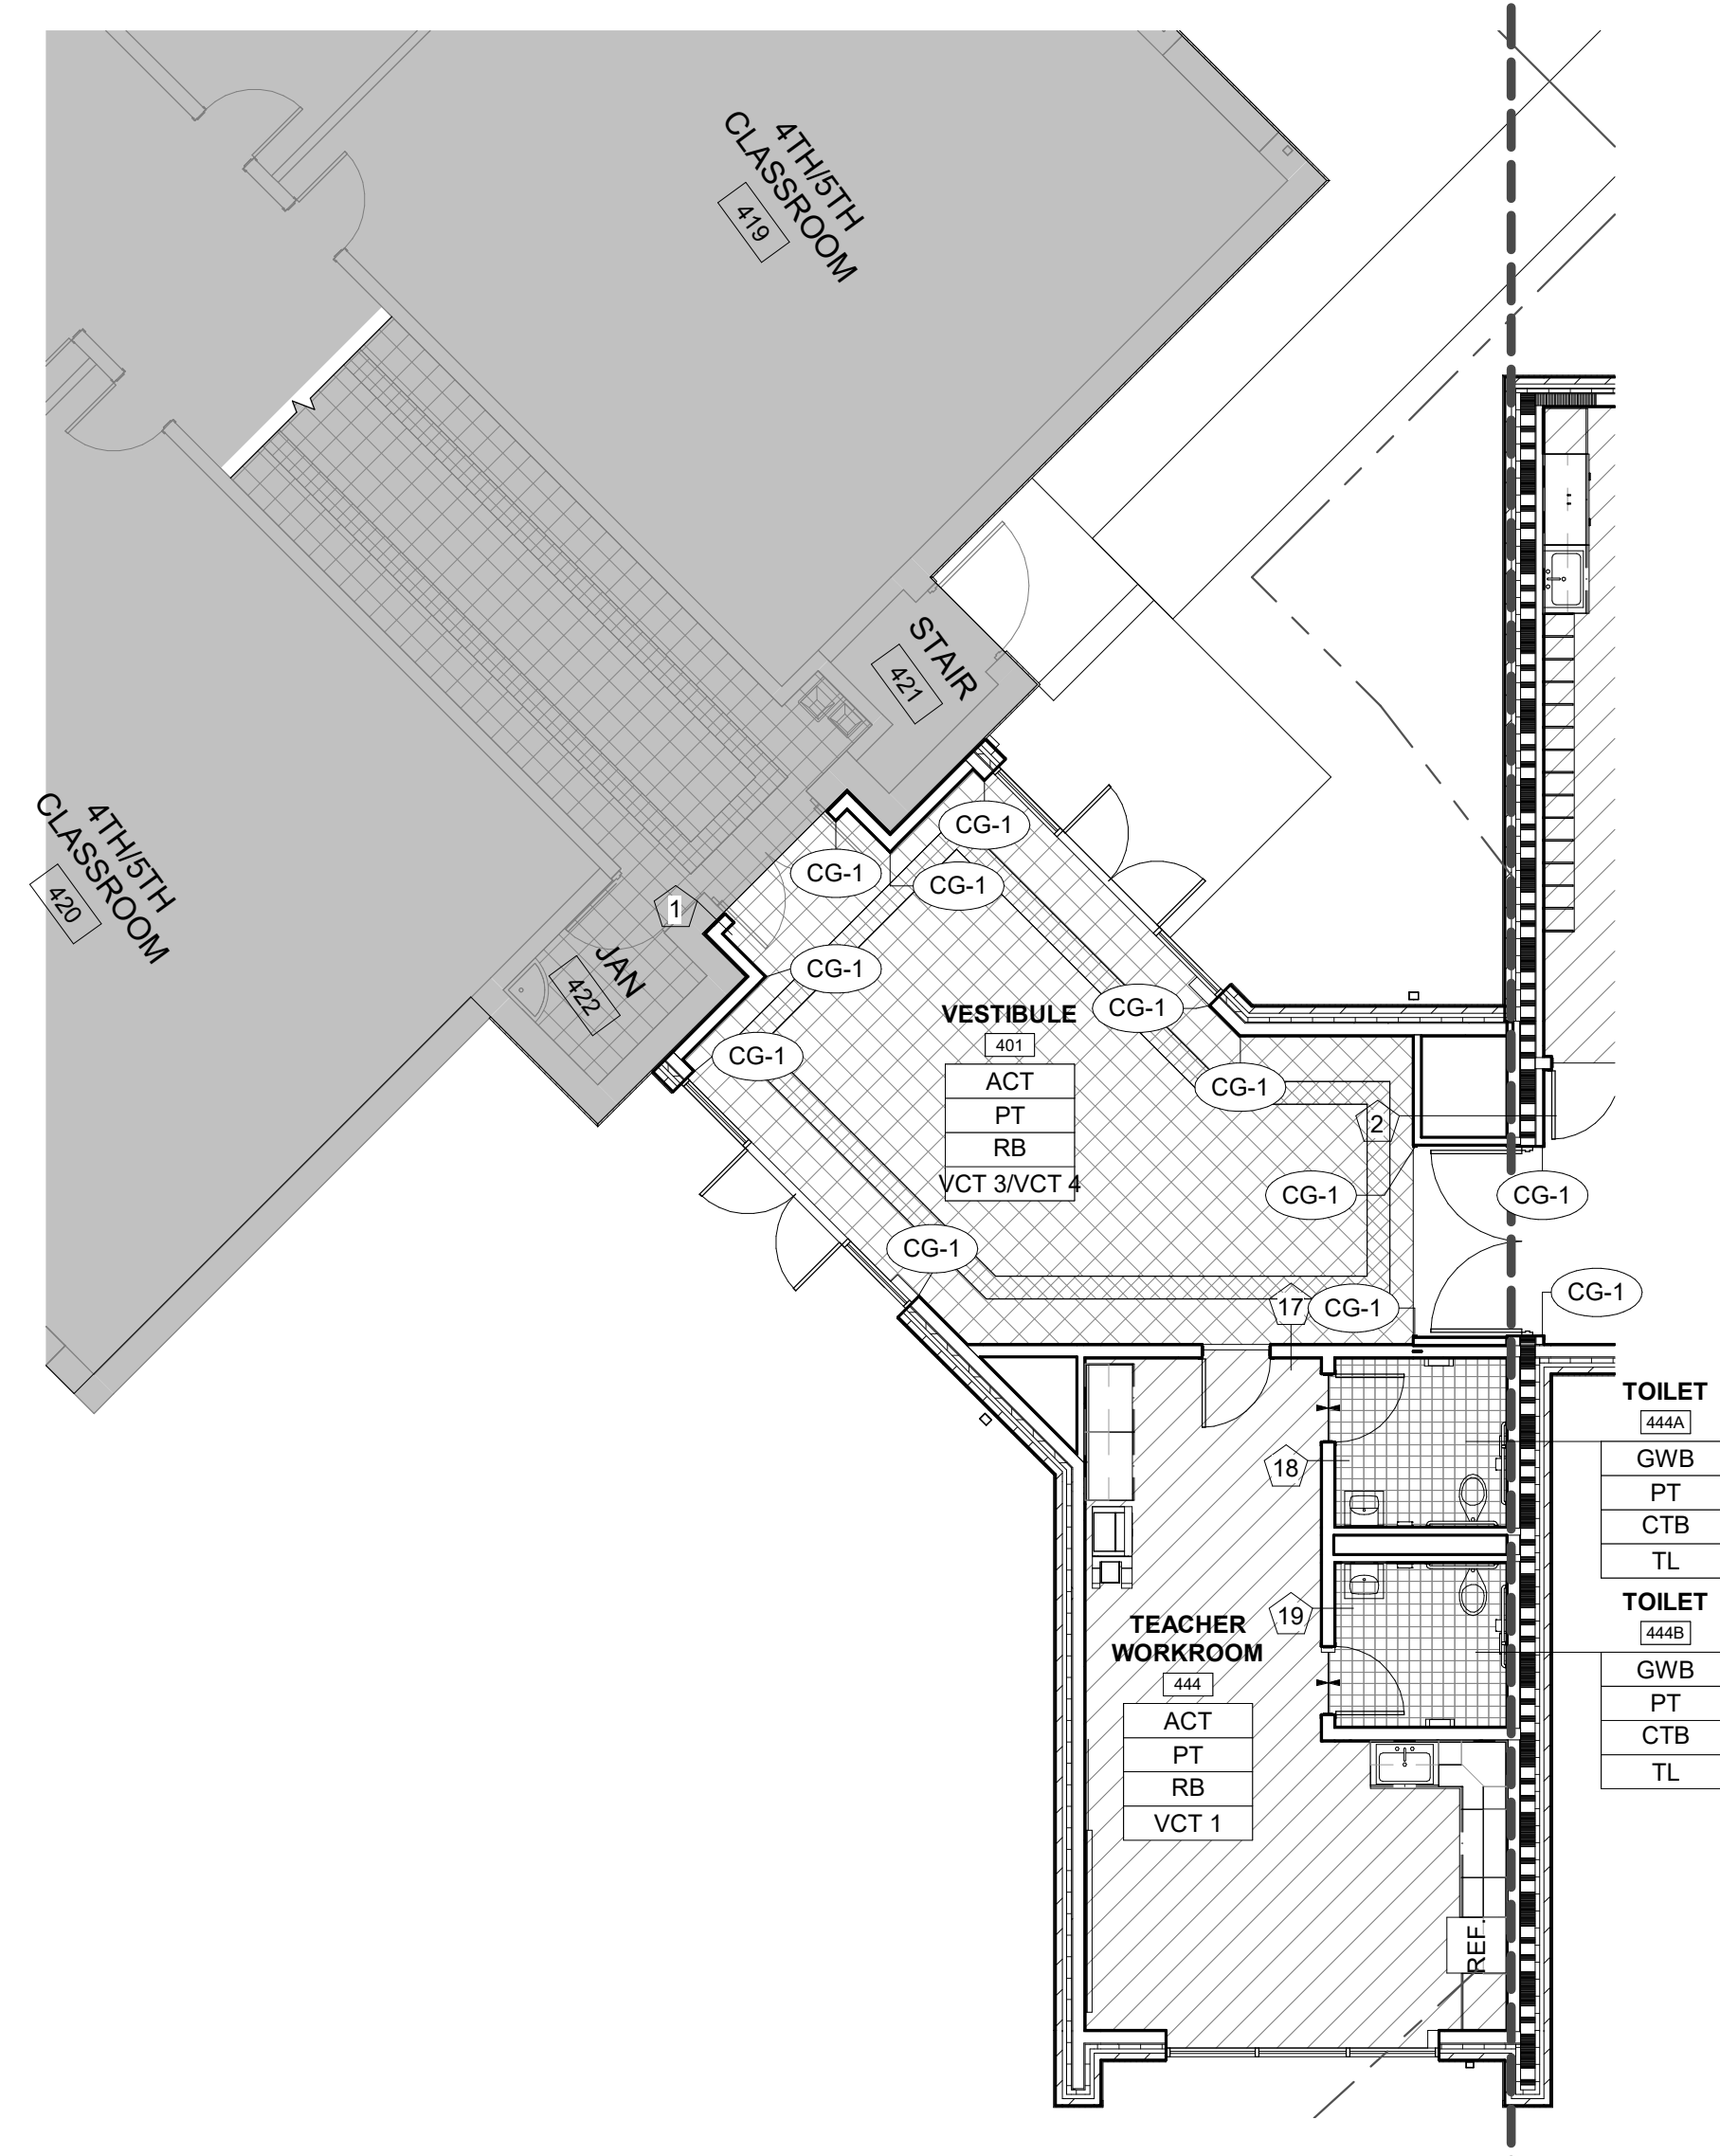 4TH/5TH
CLASSROOM
419
STAIR
421
4TH/5TH
CLASSROOM
420
JAN
422
1
CG-1
CG-1
CG-1
CG-1
CG-1
CG-1
CG-1
VESTIBULE
401
ACT
PT
RB
VCT 3/VCT 4
2
CG-1
CG-1
CG-1
17
CG-1
CG-1
18
TOILET
444A
GWB
PT
CTB
TL
19
TOILET
444B
GWB
PT
CTB
TL
TEACHER
WORKROOM
444
ACT
PT
RB
VCT 1
REF.